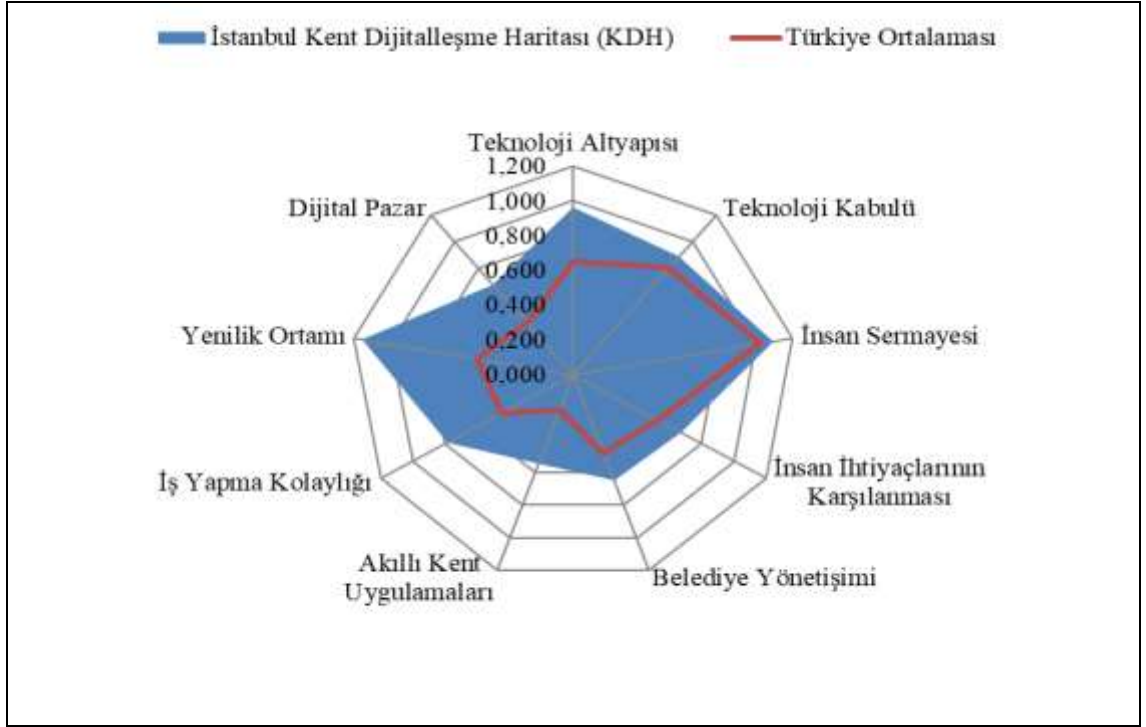 İstanbul Kent Dijitalleşme Haritası (KDH) Türkiye Ortalaması
Teknoloji Altyapısı
1,200
1,000
0,800
0,600
0,400
0,200
0,000
Teknoloji Kabulü
İnsan Sermayesi
İnsan İhtiyaçlarının
Karşılanması
Belediye Yönetişimi
Akıllı Kent
Uygulamaları
İş Yapma Kolaylığı
Yenilik Ortamı
Dijital Pazar